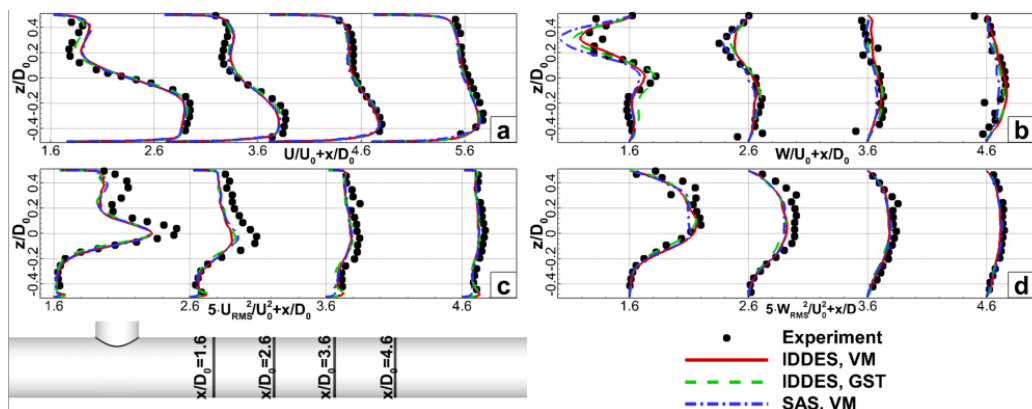 0.4
0.2
0
-0.2
-0.4
z/D₀
a
1.6 2.6 3.6 4.6 5.6
U/U₀+x/D₀
0.4
0.2
0
-0.2
-0.4
z/D₀
b
1.6 2.6 3.6 4.6
W/U₀+x/D₀
0.4
0.2
0
-0.2
-0.4
z/D₀
c
1.6 2.6 3.6 4.6
5·U_RMS/U₀²+x/D₀
0.4
0.2
0
-0.2
-0.4
z/D₀
d
1.6 2.6 3.6 4.6
5·W²_RMS/U₀²+x/D
x/D₀=1.6
x/D₀=2.6
x/D₀=3.6
x/D₀=4.6
Experiment
IDDES, VM
IDDES, GST
SAS, VM